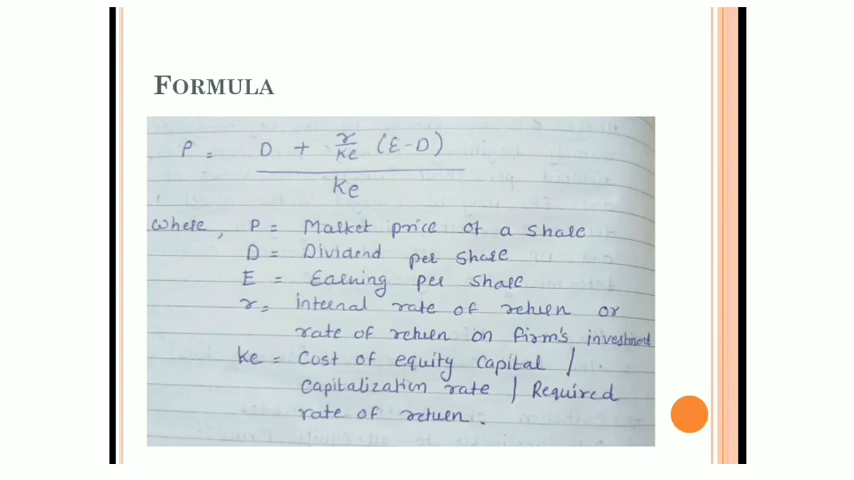 FORMULA
P = D + r/Ke (E-D)
Ke
where, P = Market price of a share
D = Dividend per share
E = Earning per share
r = internal rate of return or
rate of return on firm's investment
Ke = Cost of equity capital /
Capitalization rate / Required
rate of return.